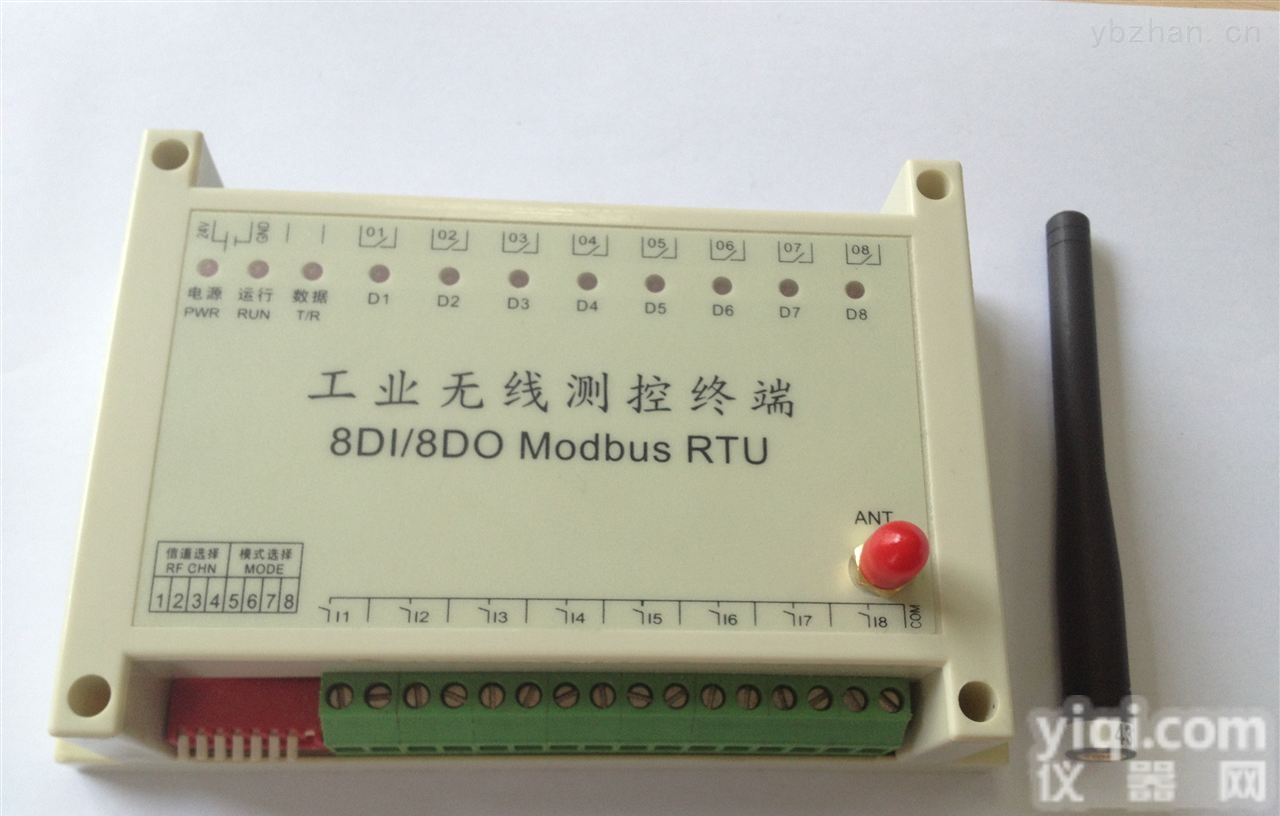 ybzhan.cn
24V GND 01 02 03 04 05 06 07 08
电源 运行 数据 D1 D2 D3 D4 D5 D6 D7 D8
PWR RUN T/R
工业无线测控终端
8DI/8DO Modbus RTU
ANT
信道选择 模式选择
RF CHN MODE
1 2 3 4 5 6 7 8
I1 I2 I3 I4 I5 I6 I7 I8 COM
yiqi.com
仪器网